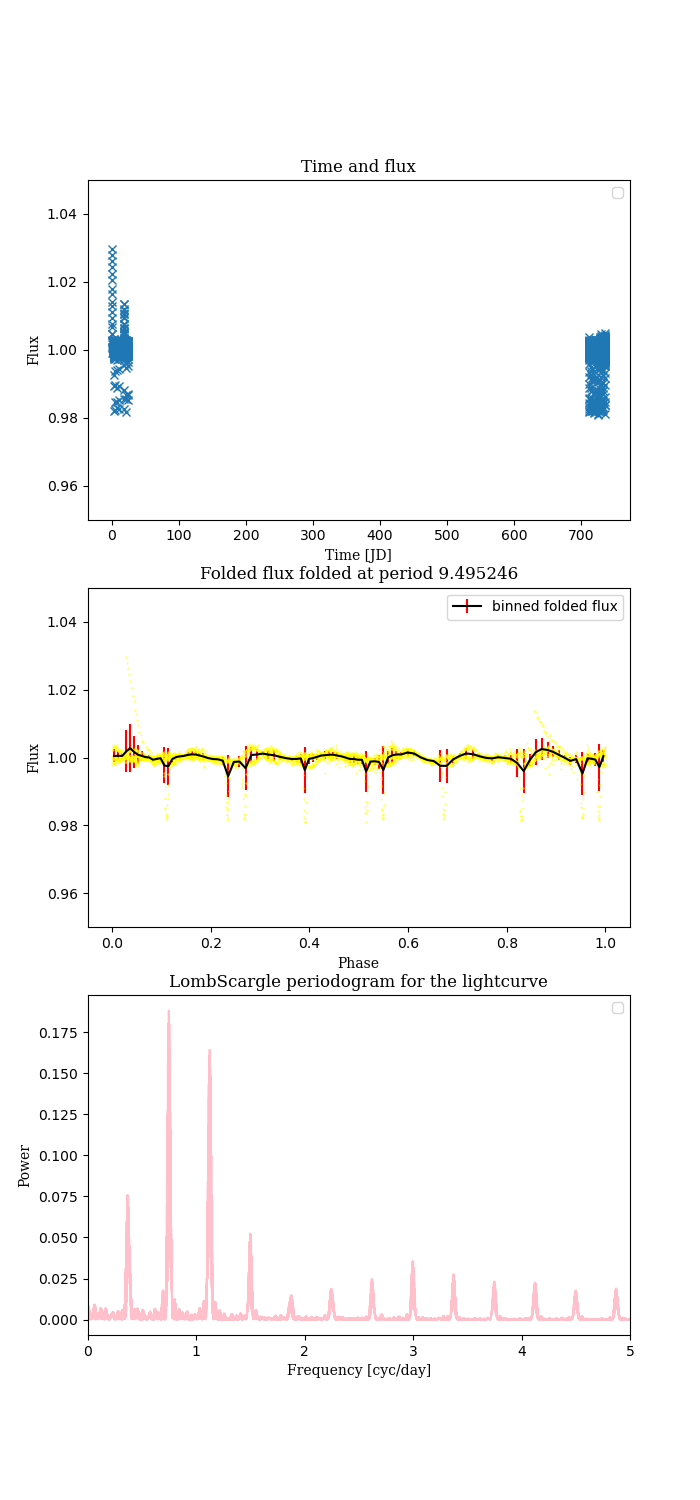 Time and flux
1.04
1.02
1.00
0.98
0.96
Flux
0 100 200 300 400 500 600 700
Time [JD]
Folded flux folded at period 9.495246
binned folded flux
1.04
1.02
1.00
0.98
0.96
Flux
0.0 0.2 0.4 0.6 0.8 1.0
Phase
LombScargle periodogram for the lightcurve
0.175
0.150
0.125
0.100
0.075
0.050
0.025
0.000
Power
0 1 2 3 4 5
Frequency [cyc/day]